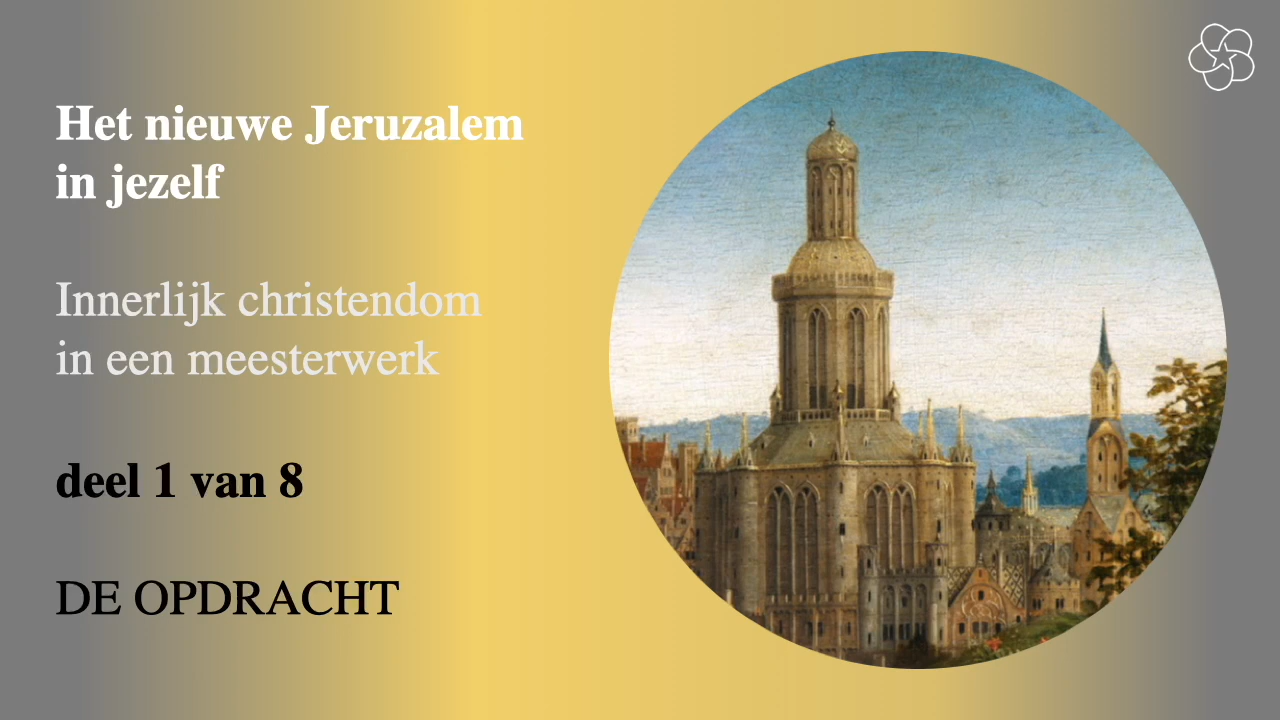 Het nieuwe Jeruzalem
in jezelf
Innerlijk christendom
in een meesterwerk
deel 1 van 8
DE OPDRACHT